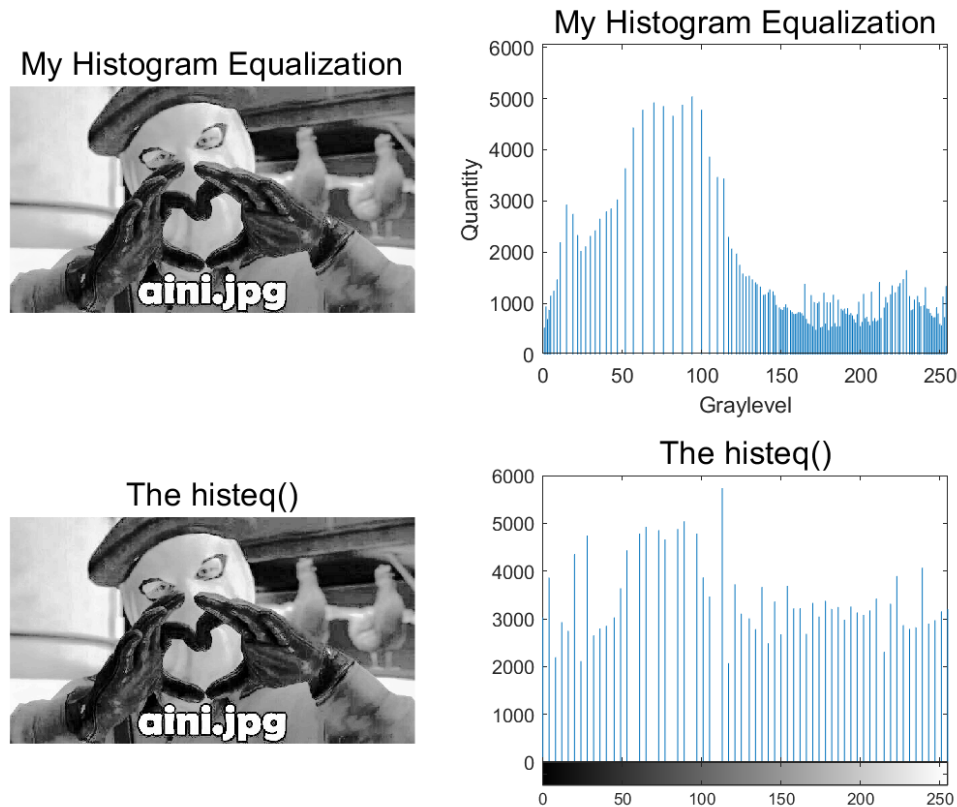 My Histogram Equalization
aini.jpg
My Histogram Equalization
6000
5000
4000
3000
2000
1000
0
Quantity
0 50 100 150 200 250
Graylevel
The histeq()
aini.jpg
The histeq()
6000
5000
4000
3000
2000
1000
0
0 50 100 150 200 250